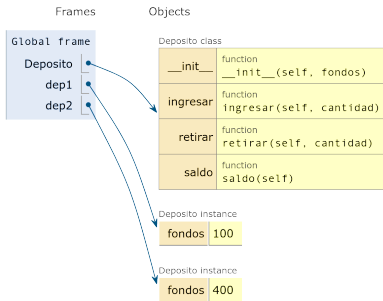 Frames Objects
Global frame
Deposito
dep1
dep2
Deposito class
__init__ function
__init__(self, fondos)
ingresar function
ingresar(self, cantidad)
retirar function
retirar(self, cantidad)
saldo function
saldo(self)
Deposito instance
fondos 100
Deposito instance
fondos 400